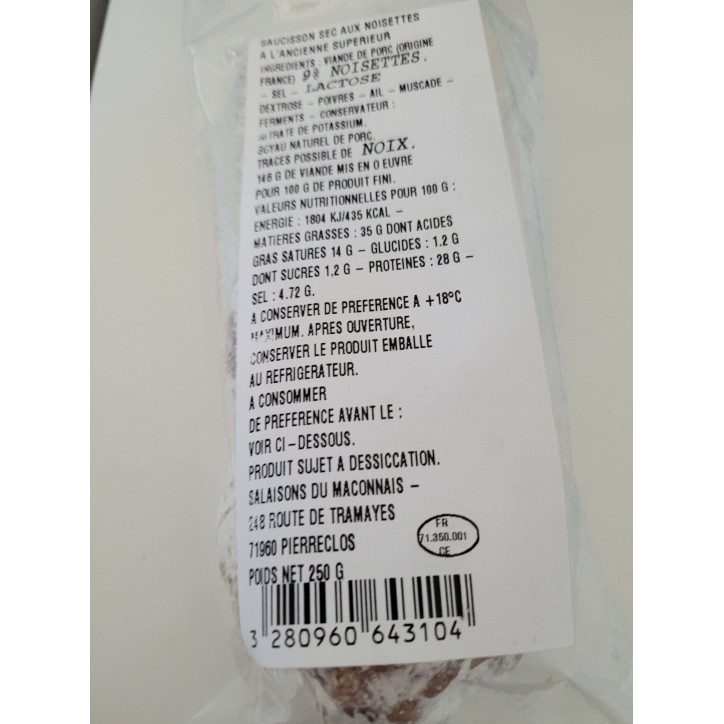 SAUCISSON SEC AUX NOISETTES
A L'ANCIENNE SUPERIEUR
INGREDIENTS : VIANDE DE PORC (ORIGINE
FRANCE) 9% NOISETTES.
- SEL - LACTOSE
DEXTROSE - POIVRES - AIL - MUSCADE -
FERMENTS - CONSERVATEUR :
NITRATE DE POTASSIUM.
BOYAU NATUREL DE PORC.
TRACES POSSIBLE DE NOIX.
146 G DE VIANDE MIS EN O EUVRE
POUR 100 G DE PRODUIT FINI.
VALEURS NUTRITIONNELLES POUR 100 G :
ENERGIE : 1804 KJ/435 KCAL -
MATIERES GRASSES : 35 G DONT ACIDES
GRAS SATURES 14 G - GLUCIDES : 1.2 G
DONT SUCRES 1,2 G - PROTEINES : 28 G -
SEL : 4.72 G.
A CONSERVER DE PREFERENCE A +18°C
MAXIMUM. APRES OUVERTURE,
CONSERVER LE PRODUIT EMBALLE
AU REFRIGERATEUR.
A CONSOMMER
DE PREFERENCE AVANT LE :
VOIR CI-DESSOUS.
PRODUIT SUJET A DESSICCATION.
SALAISONS DU MACONNAIS -
248 ROUTE DE TRAMAYES
71960 PIERRECLOS
FR
71.350.001
CE
POIDS NET 250 G
3 280960 643104